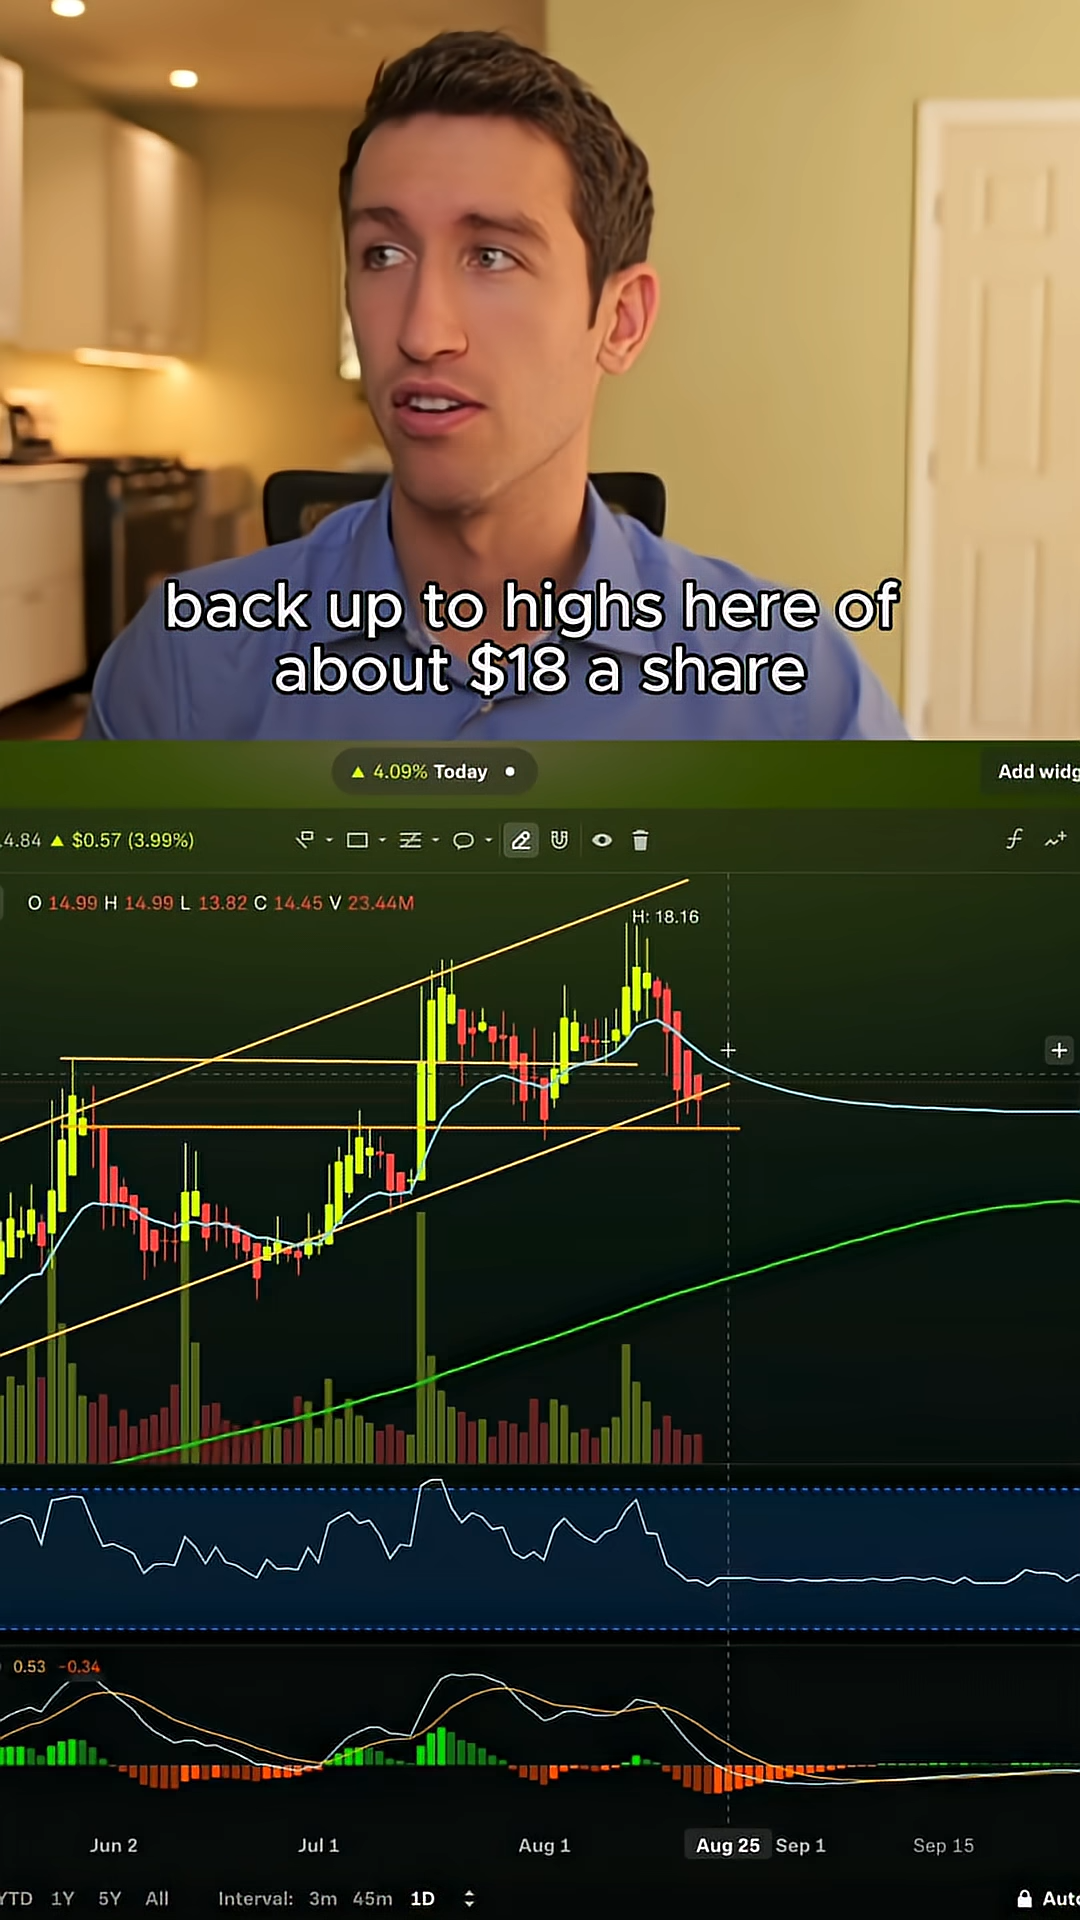 back up to highs here of
about $18 a share
▲ 4.09% Today
Add widg
4.84 ▲ $0.57 (3.99%)
O 14.99 H 14.99 L 13.82 C 14.45 V 23.44M
H: 18.16
0.53 -0.34
Jun 2 Jul 1 Aug 1 Aug 25 Sep 1 Sep 15
YTD 1Y 5Y All Interval: 3m 45m 1D Auto